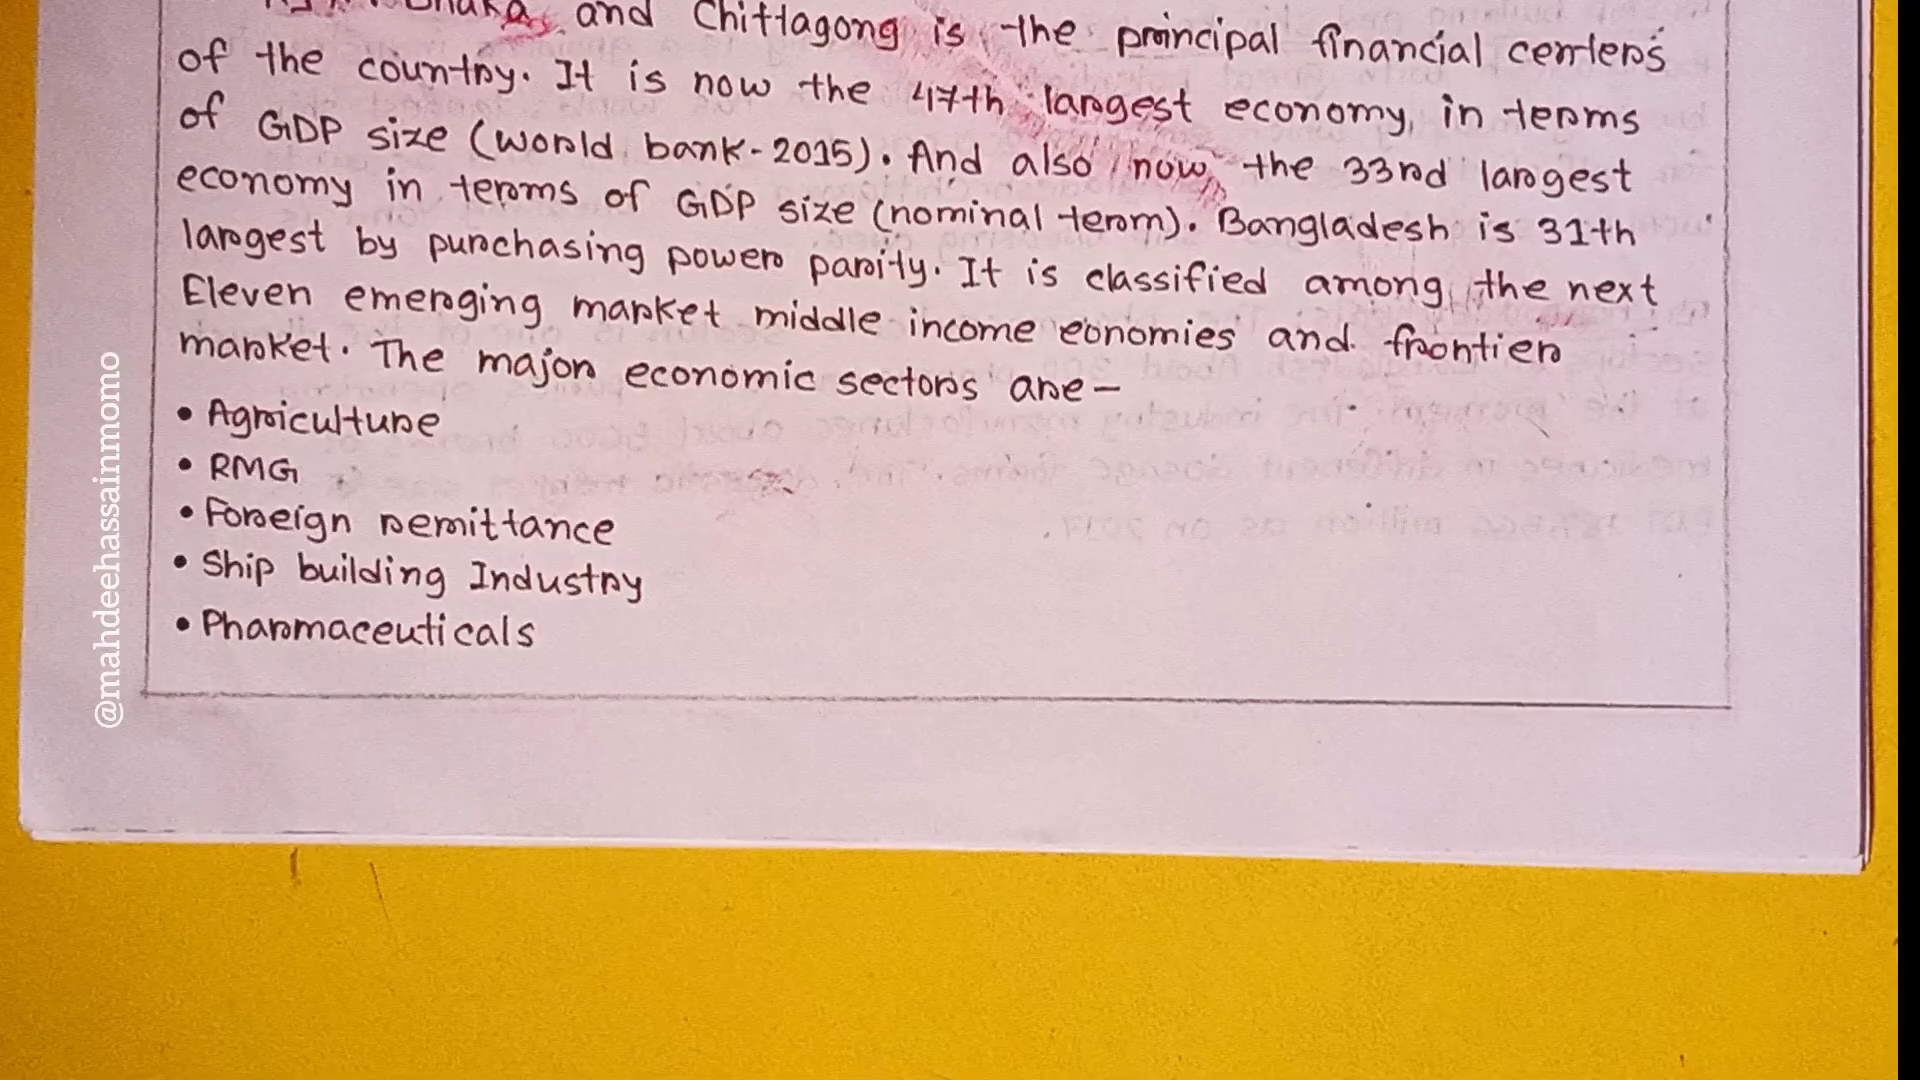 Dhaka and Chittagong is the principal financial centers
of the country. It is now the 47th largest economy, in terms
of GDP size (World bank-2015). And also now the 33rd largest
economy in terms of GDP size (nominal term). Bangladesh is 31th
largest by purchasing power parity. It is classified among the next
Eleven emerging market middle income eonomies and frontier
market. The major economic sectors are-
• Agriculture
• RMG
• Foreign remittance
• Ship building Industry
• Pharmaceuticals
@mahdeehassainmomo